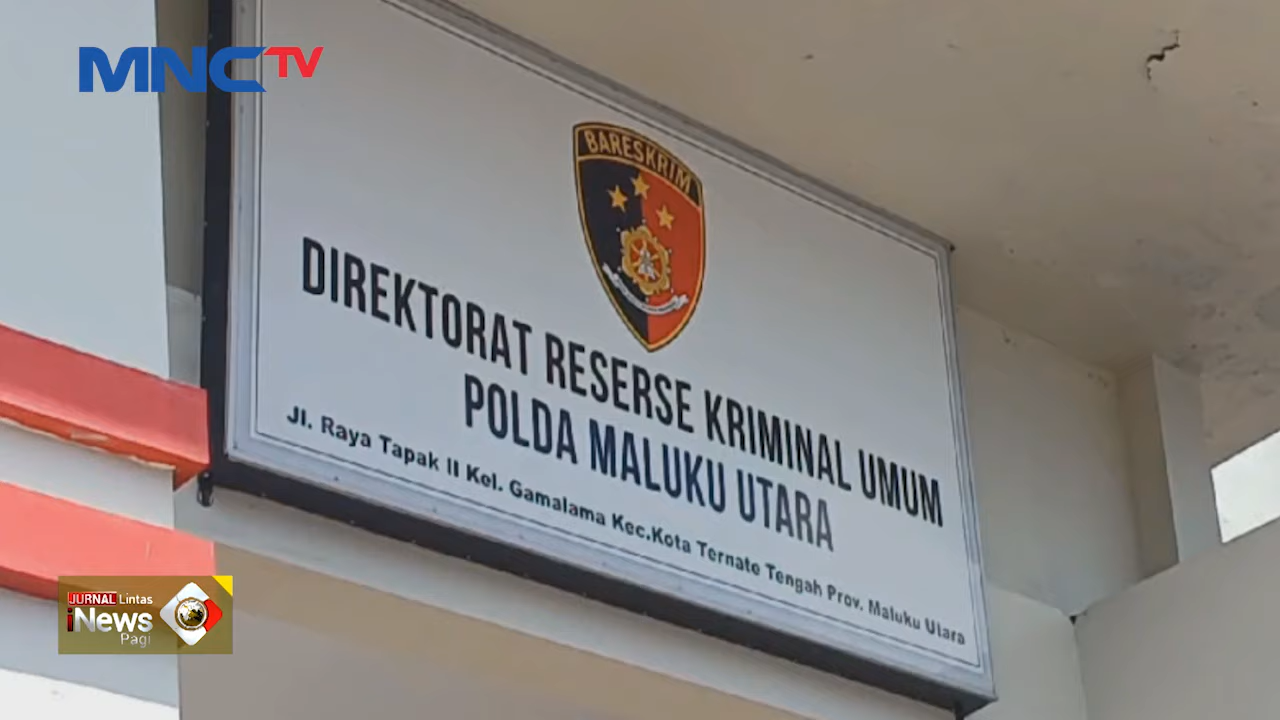 MNCTV
BARESKRIM
DIREKTORAT RESERSE KRIMINAL UMUM
POLDA MALUKU UTARA
Jl. Raya Tapak II Kel. Gamalama Kec.Kota Ternate Tengah Prov. Maluku Utara
JURNAL Lintas
iNews
Pagi